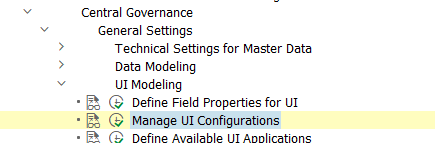 Central Governance
General Settings
Technical Settings for Master Data
Data Modeling
UI Modeling
Define Field Properties for UI
Manage UI Configurations
Define Available UI Applications